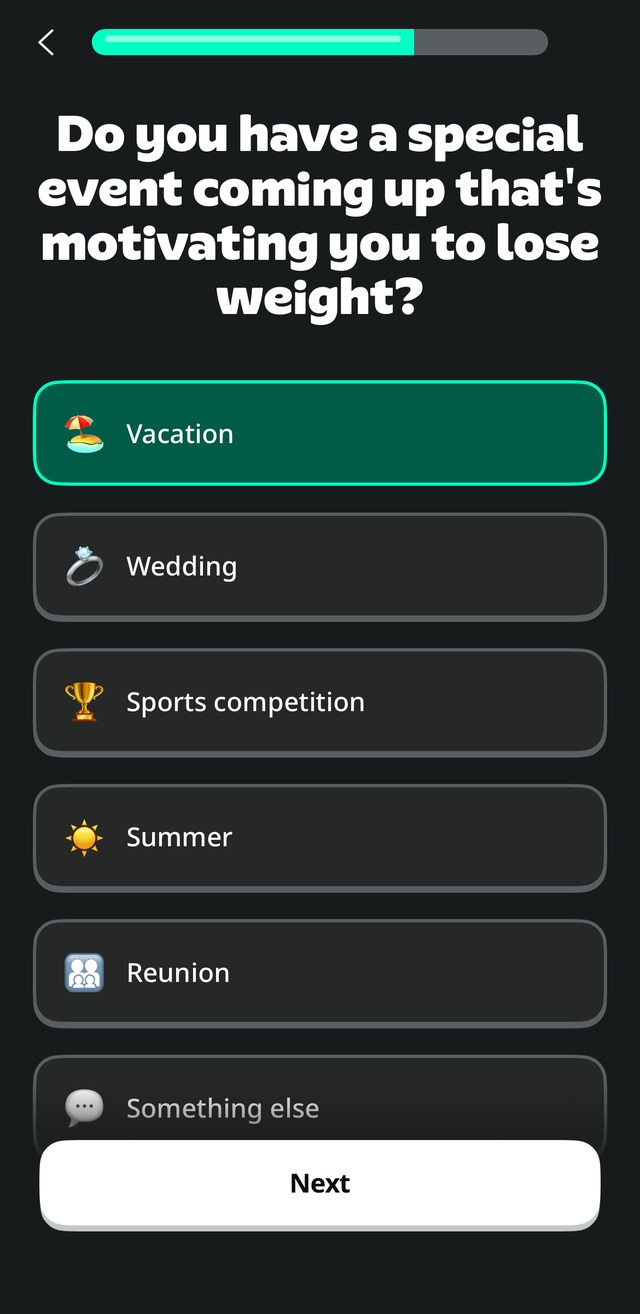 Do you have a special
event coming up that's
motivating you to lose
weight?
Vacation
Wedding
Sports competition
Summer
Reunion
Something else
Next